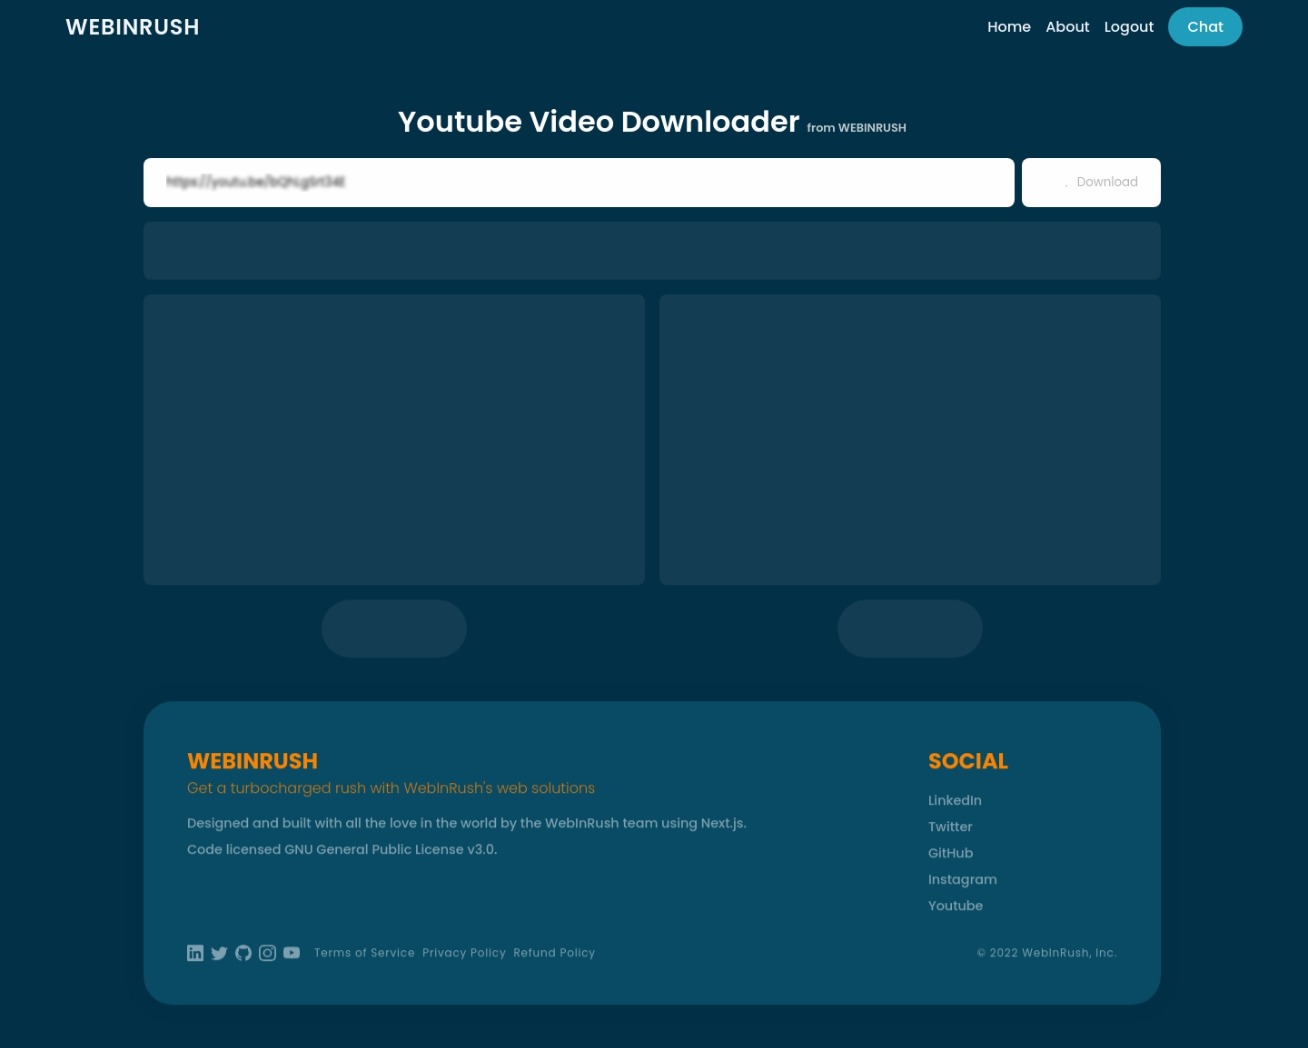 WEBINRUSH
Home About Logout Chat
Youtube Video Downloader from WEBINRUSH
Download
WEBINRUSH
Get a turbocharged rush with WebInRush's web solutions
Designed and built with all the love in the world by the WebInRush team using Next.js.
Code licensed GNU General Public License v3.0.
SOCIAL
LinkedIn
Twitter
GitHub
Instagram
Youtube
Terms of Service Privacy Policy Refund Policy
© 2022 WebInRush, Inc.